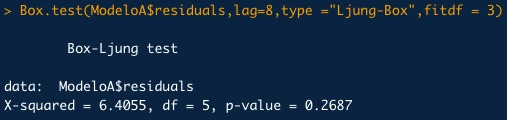 > Box.test(ModeloA$residuals,lag=8,type ="Ljung-Box",fitdf = 3)
Box-Ljung test
data:  ModeloA$residuals
X-squared = 6.4055, df = 5, p-value = 0.2687